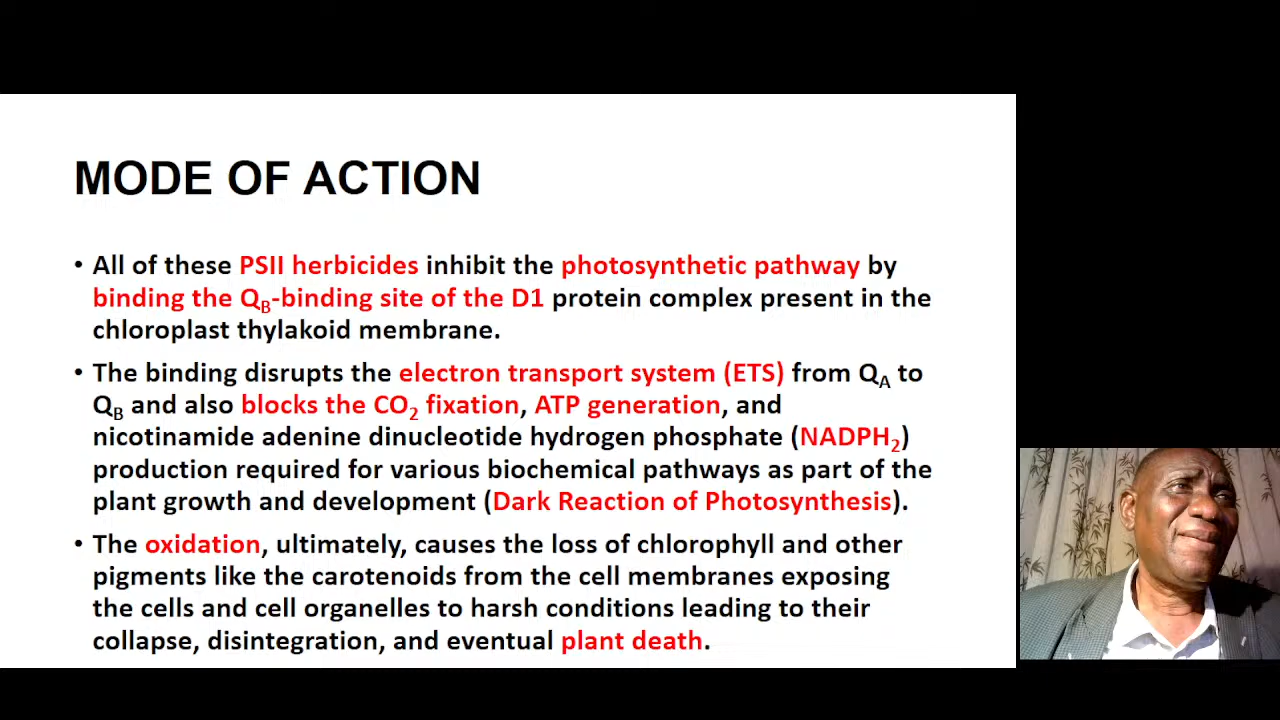 MODE OF ACTION
• All of these PSII herbicides inhibit the photosynthetic pathway by
binding the QB-binding site of the D1 protein complex present in the
chloroplast thylakoid membrane.
• The binding disrupts the electron transport system (ETS) from QA to
QB and also blocks the CO2 fixation, ATP generation, and
nicotinamide adenine dinucleotide hydrogen phosphate (NADPH2)
production required for various biochemical pathways as part of the
plant growth and development (Dark Reaction of Photosynthesis).
• The oxidation, ultimately, causes the loss of chlorophyll and other
pigments like the carotenoids from the cell membranes exposing
the cells and cell organelles to harsh conditions leading to their
collapse, disintegration, and eventual plant death.